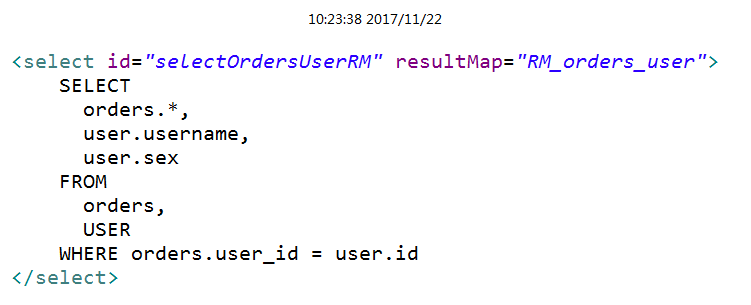 10:23:38 2017/11/22
<select id="selectOrdersUserRM" resultMap="RM_orders_user">
    SELECT
      orders.*,
      user.username,
      user.sex
    FROM
      orders,
      USER
    WHERE orders.user_id = user.id
</select>